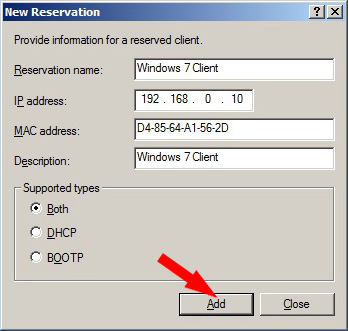 New Reservation
Provide information for a reserved client.
Reservation name: Windows 7 Client
IP address: 192 . 168 . 0 . 10
MAC address: D4-85-64-A1-56-2D
Description: Windows 7 Client
Supported types
Both
DHCP
BOOTP
Add Close